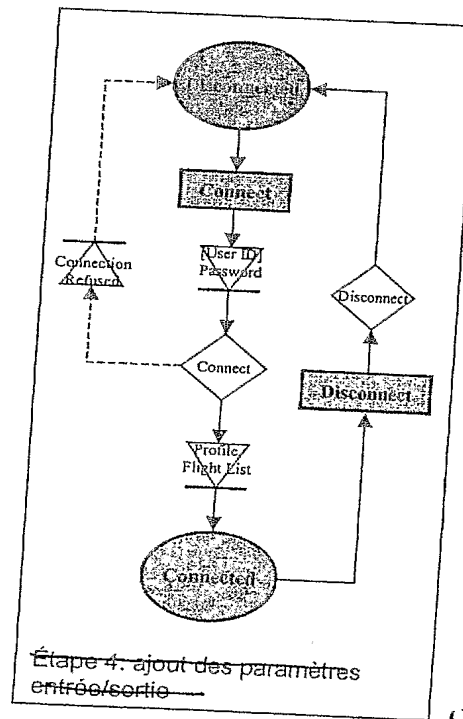 Disconnected
Connect
[User ID]
Password
Connection
Refused
Disconnect
Connect
Disconnect
Profile
Flight List
Connected
Étape 4: ajout des paramètres
entrée/sortie